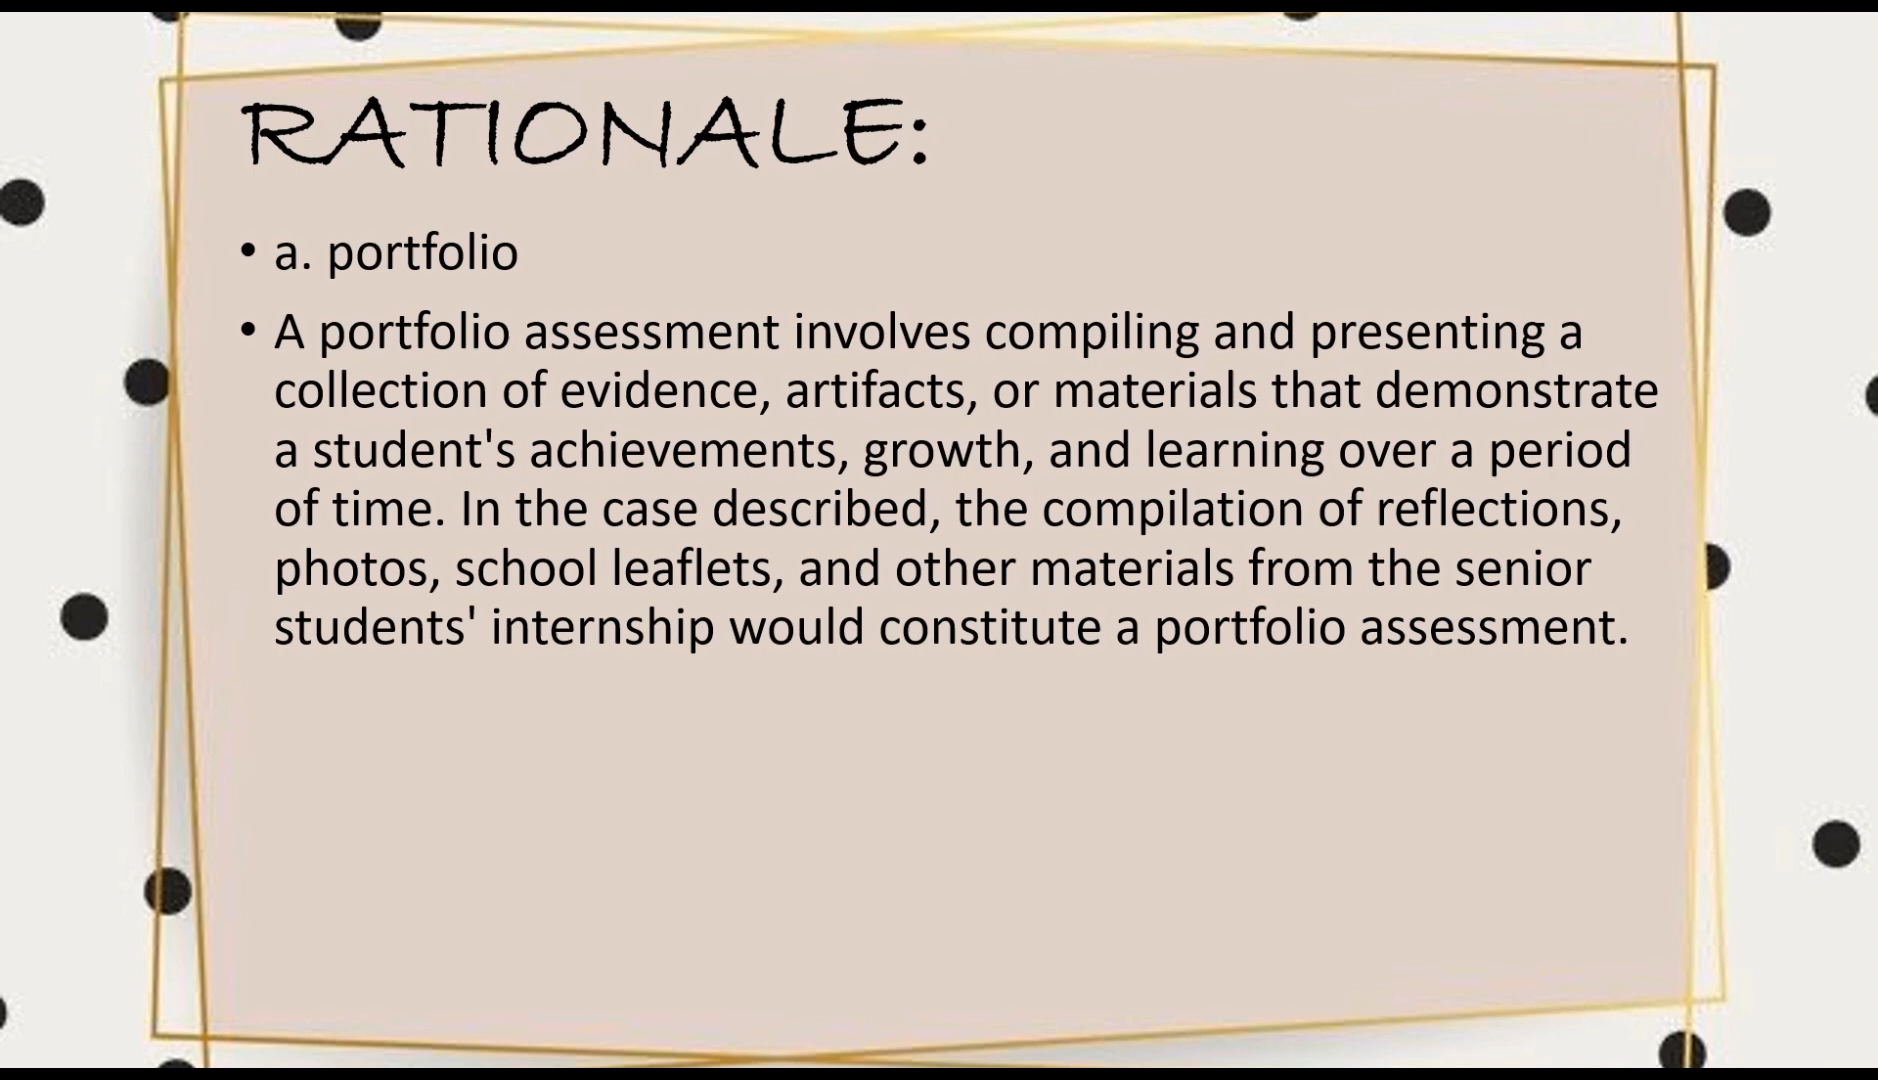 RATIONALE:
• a. portfolio
• A portfolio assessment involves compiling and presenting a
collection of evidence, artifacts, or materials that demonstrate
a student's achievements, growth, and learning over a period
of time. In the case described, the compilation of reflections,
photos, school leaflets, and other materials from the senior
students' internship would constitute a portfolio assessment.